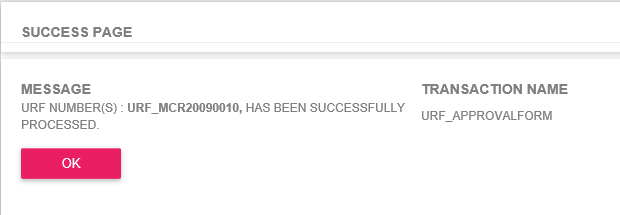 SUCCESS PAGE
MESSAGE
TRANSACTION NAME
URF NUMBER(S) : URF_MCR20090010, HAS BEEN SUCCESSFULLY
PROCESSED.
URF_APPROVALFORM
OK